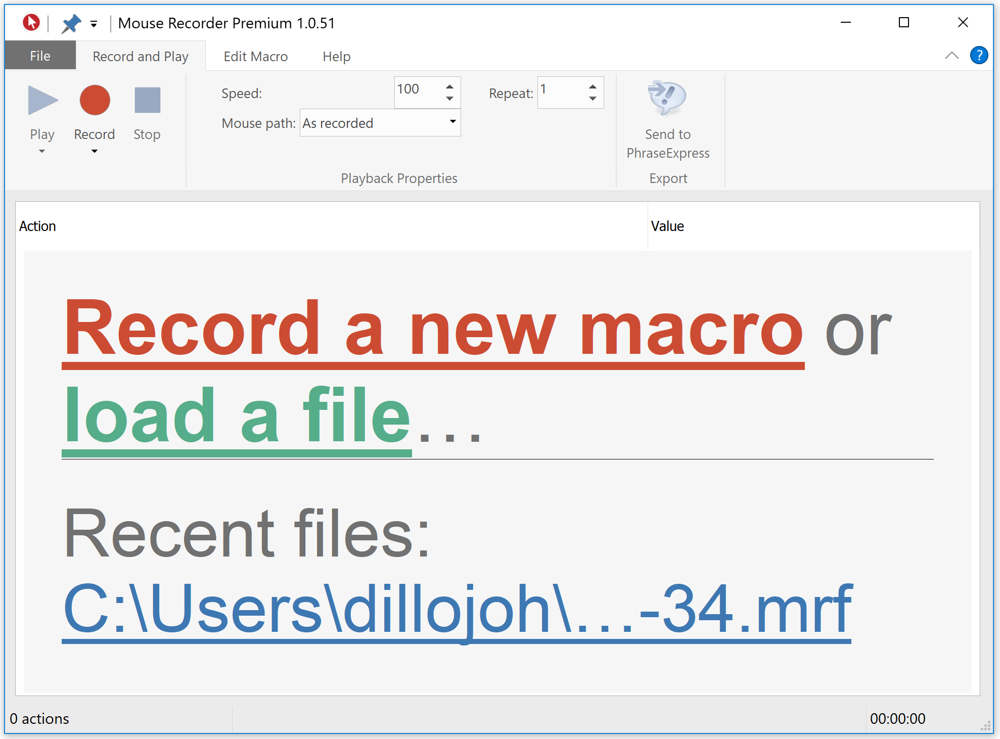 Mouse Recorder Premium 1.0.51
File Record and Play Edit Macro Help
?
Play Record Stop
Speed: 100 Repeat: 1
Mouse path: As recorded
Send to
PhraseExpress
Playback Properties Export
Action Value
Record a new macro or
load a file...
Recent files:
C:\Users\dillojoh\...-34.mrf
0 actions 00:00:00